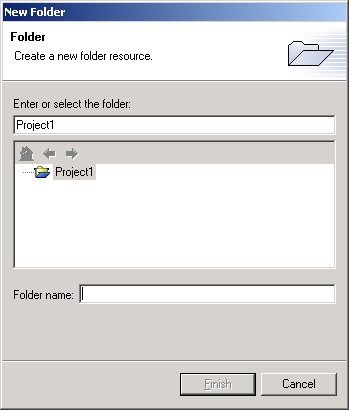 New Folder
Folder
Create a new folder resource.
Enter or select the folder:
Project1
Project1
Folder name:
Finish
Cancel